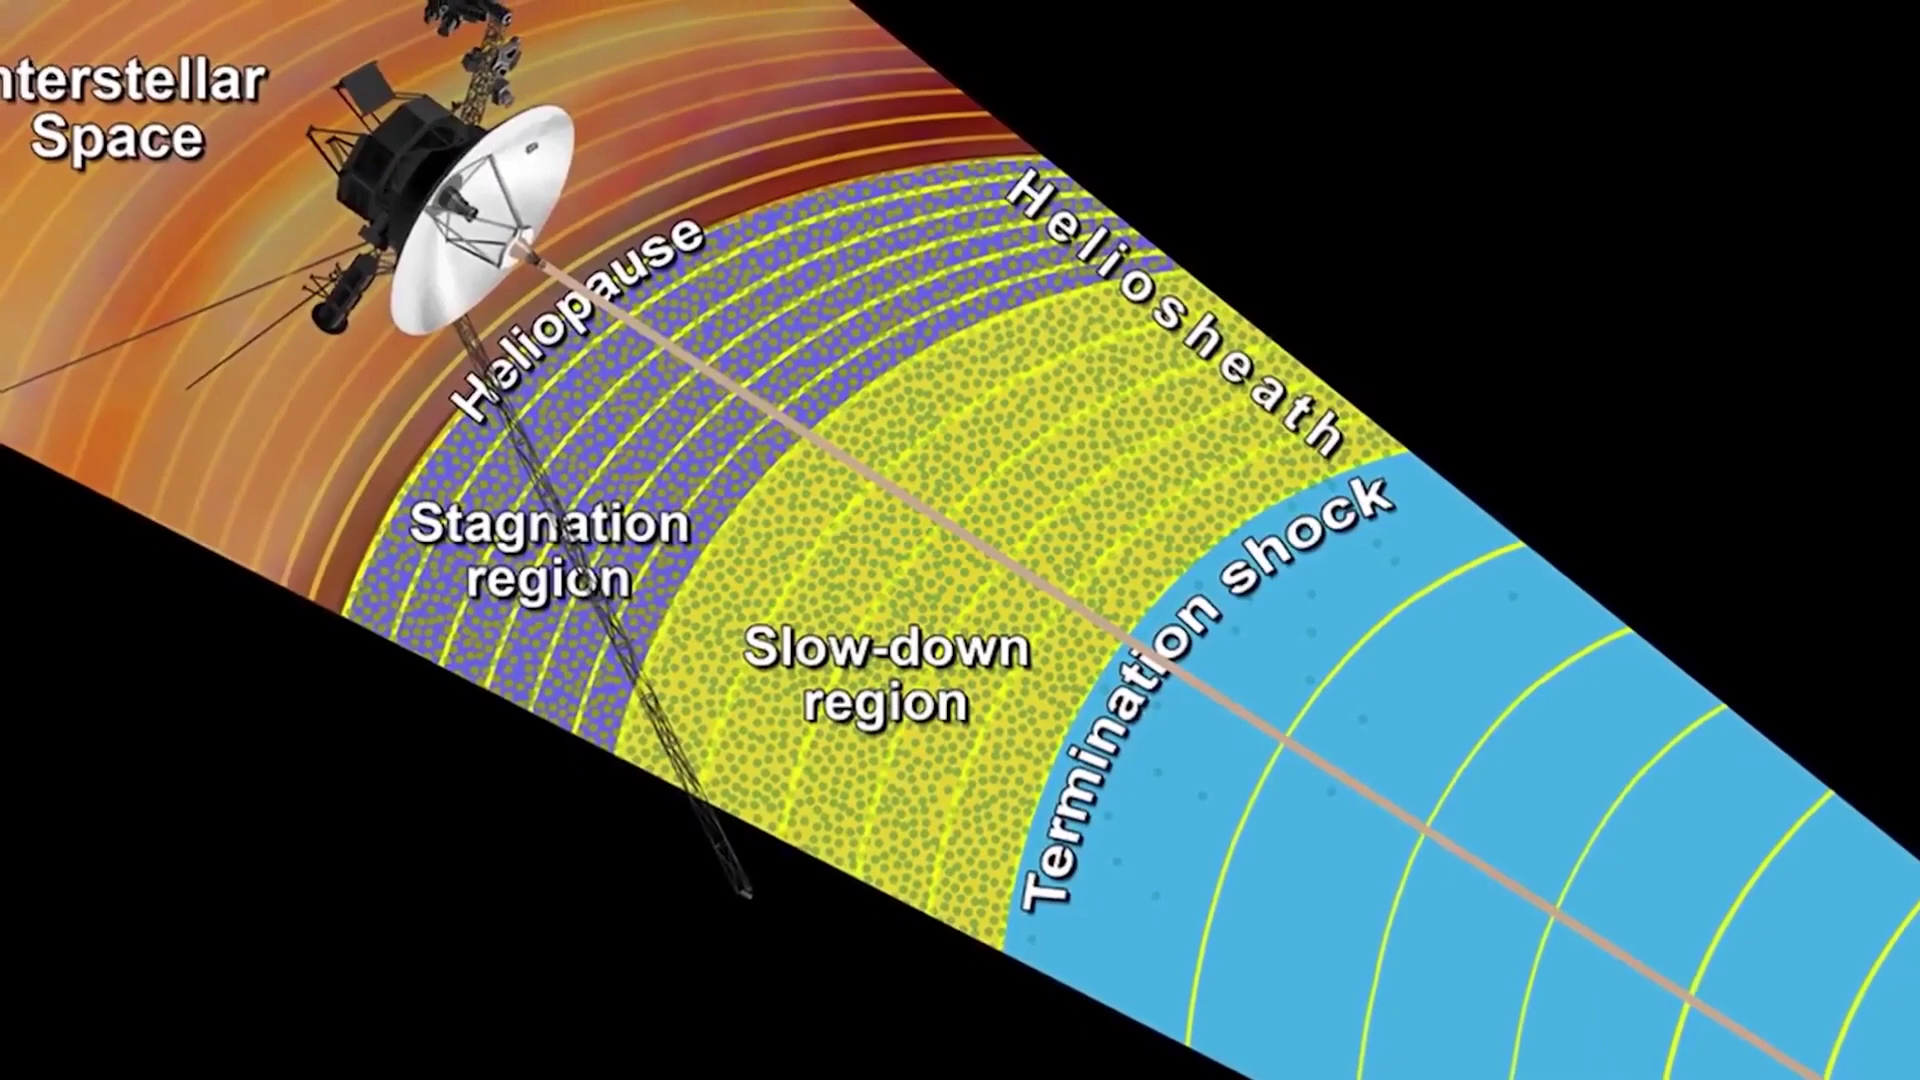 nterstellar
Space
Heliopause
Heliosheath
Stagnation
region
Slow-down
region
Termination shock